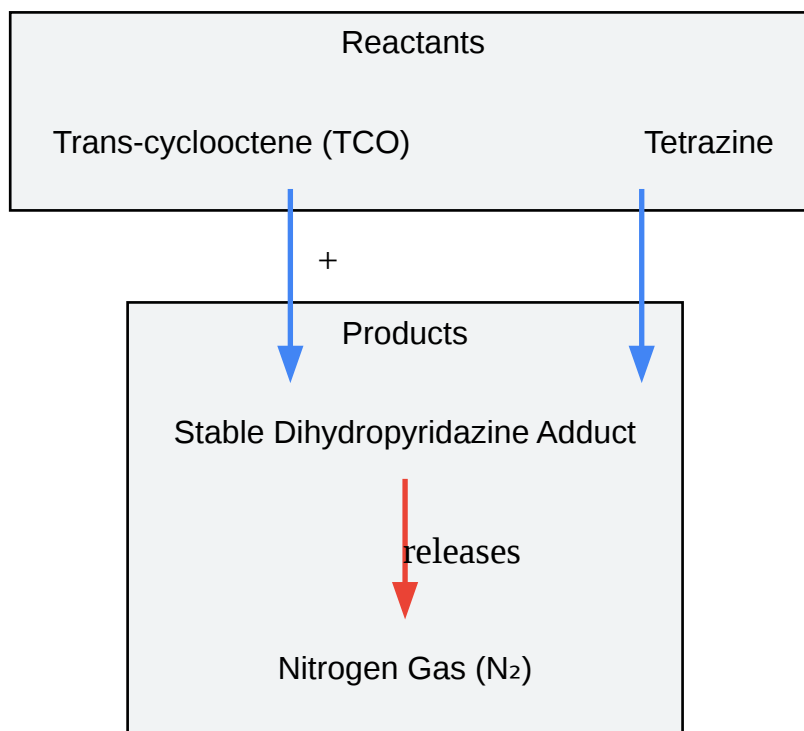 Reactants
Trans-cyclooctene (TCO) Tetrazine
+
Products
Stable Dihydropyridazine Adduct
releases
Nitrogen Gas (N₂)